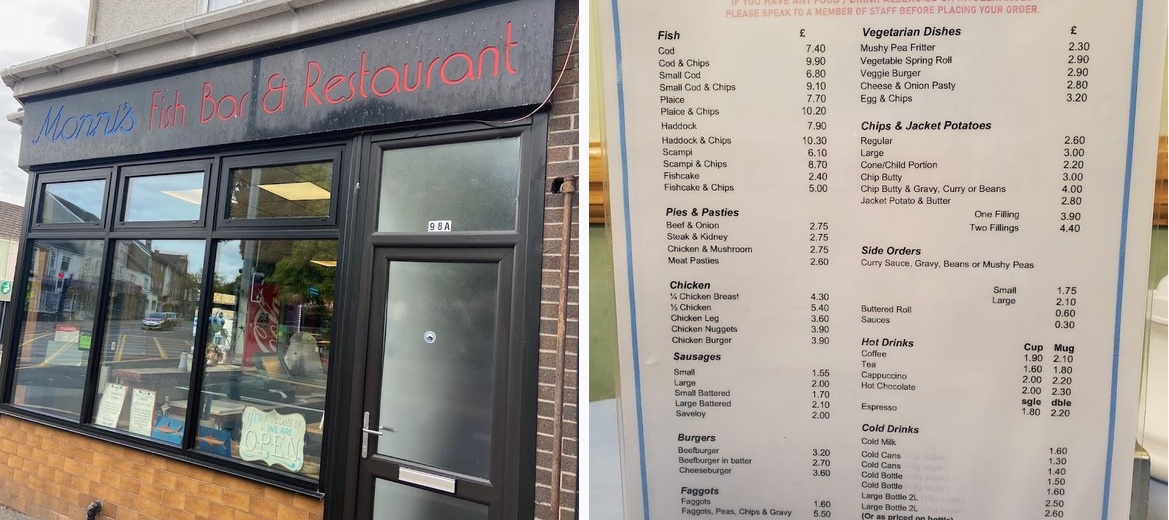 Monni's Fish Bar & Restaurant
98A
WE ARE
OPEN
IF YOU HAVE ANY FOOD / DRINK ALLERGIES OR INTOLERANCES
PLEASE SPEAK TO A MEMBER OF STAFF BEFORE PLACING YOUR ORDER.
Fish £
Cod 7.40
Cod & Chips 9.90
Small Cod 6.80
Small Cod & Chips 9.10
Plaice 7.70
Plaice & Chips 10.20
Haddock 7.90
Haddock & Chips 10.30
Scampi 6.10
Scampi & Chips 8.70
Fishcake 2.40
Fishcake & Chips 5.00
Pies & Pasties
Beef & Onion 2.75
Steak & Kidney 2.75
Chicken & Mushroom 2.75
Meat Pasties 2.60
Chicken
¼ Chicken Breast 4.30
½ Chicken 5.40
Chicken Leg 3.60
Chicken Nuggets 3.90
Chicken Burger 3.90
Sausages
Small 1.55
Large 2.00
Small Battered 1.70
Large Battered 2.10
Saveloy 2.00
Burgers
Beefburger 3.20
Beefburger in batter 2.70
Cheeseburger 3.60
Faggots
Faggots 1.60
Faggots, Peas, Chips & Gravy 5.50
Vegetarian Dishes £
Mushy Pea Fritter 2.30
Vegetable Spring Roll 2.90
Veggie Burger 2.90
Cheese & Onion Pasty 2.80
Egg & Chips 3.20
Chips & Jacket Potatoes
Regular 2.60
Large 3.00
Cone/Child Portion 2.20
Chip Butty 3.00
Chip Butty & Gravy, Curry or Beans 4.00
Jacket Potato & Butter 2.80
One Filling 3.90
Two Fillings 4.40
Side Orders
Curry Sauce, Gravy, Beans or Mushy Peas
Small 1.75
Large 2.10
Buttered Roll 0.60
Sauces 0.30
Hot Drinks Cup Mug
Coffee 1.90 2.10
Tea 1.60 1.80
Cappuccino 2.00 2.20
Hot Chocolate 2.00 2.30
sgle dble
Espresso 1.80 2.20
Cold Drinks
Cold Milk 1.60
Cold Cans 1.30
Cold Cans 1.40
Cold Bottle 1.50
Cold Bottle 1.60
Large Bottle 2L 2.50
Large Bottle 2L 2.60
(Or as priced on bottle)